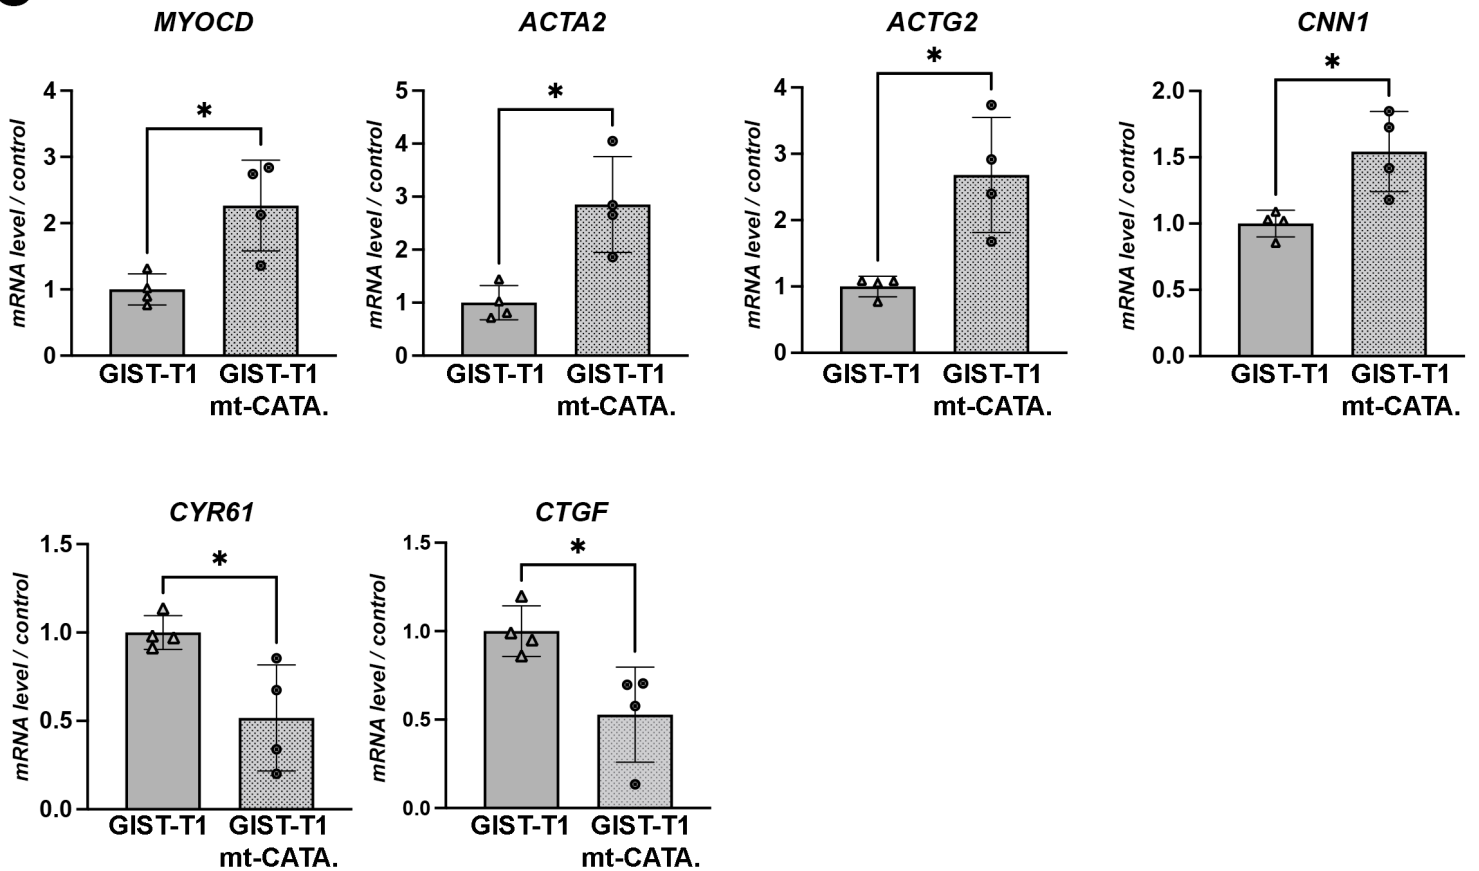 MYOCD
ACTA2
ACTG2
CNN1
mRNA level / control
4
3
2
1
0
*
GIST-T1
GIST-T1
mt-CATA.
mRNA level / control
5
4
3
2
1
0
*
GIST-T1
GIST-T1
mt-CATA.
mRNA level / control
4
3
2
1
0
*
GIST-T1
GIST-T1
mt-CATA.
mRNA level / control
2.0
1.5
1.0
0.5
0.0
*
GIST-T1
GIST-T1
mt-CATA.
CYR61
CTGF
mRNA level / control
1.5
1.0
0.5
0.0
*
GIST-T1
GIST-T1
mt-CATA.
mRNA level / control
1.5
1.0
0.5
0.0
*
GIST-T1
GIST-T1
mt-CATA.